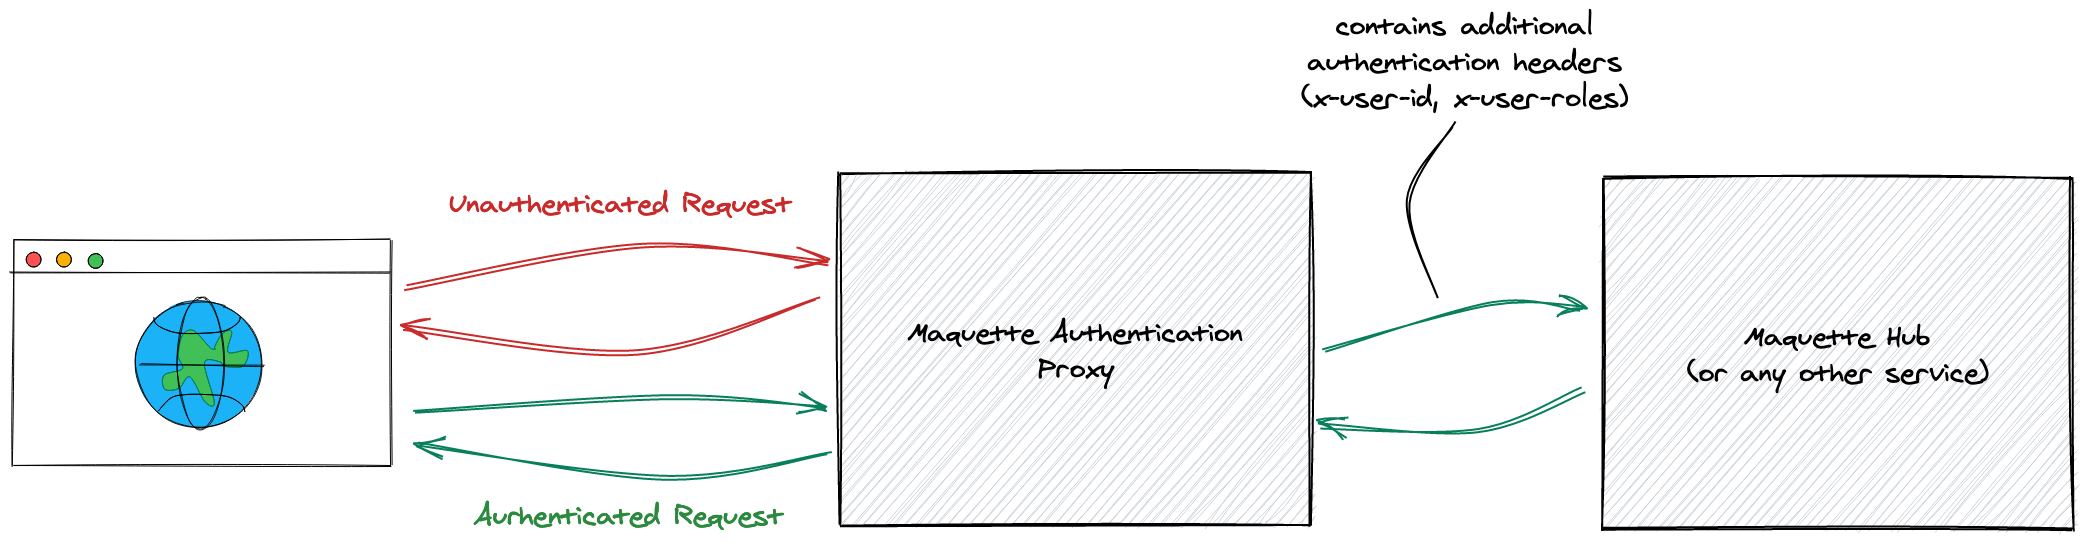 contains additional
authentication headers
(x-user-id, x-user-roles)
Unauthenticated Request
Maquette Authentication
Proxy
Maquette Hub
(or any other service)
Aurhenticated Request